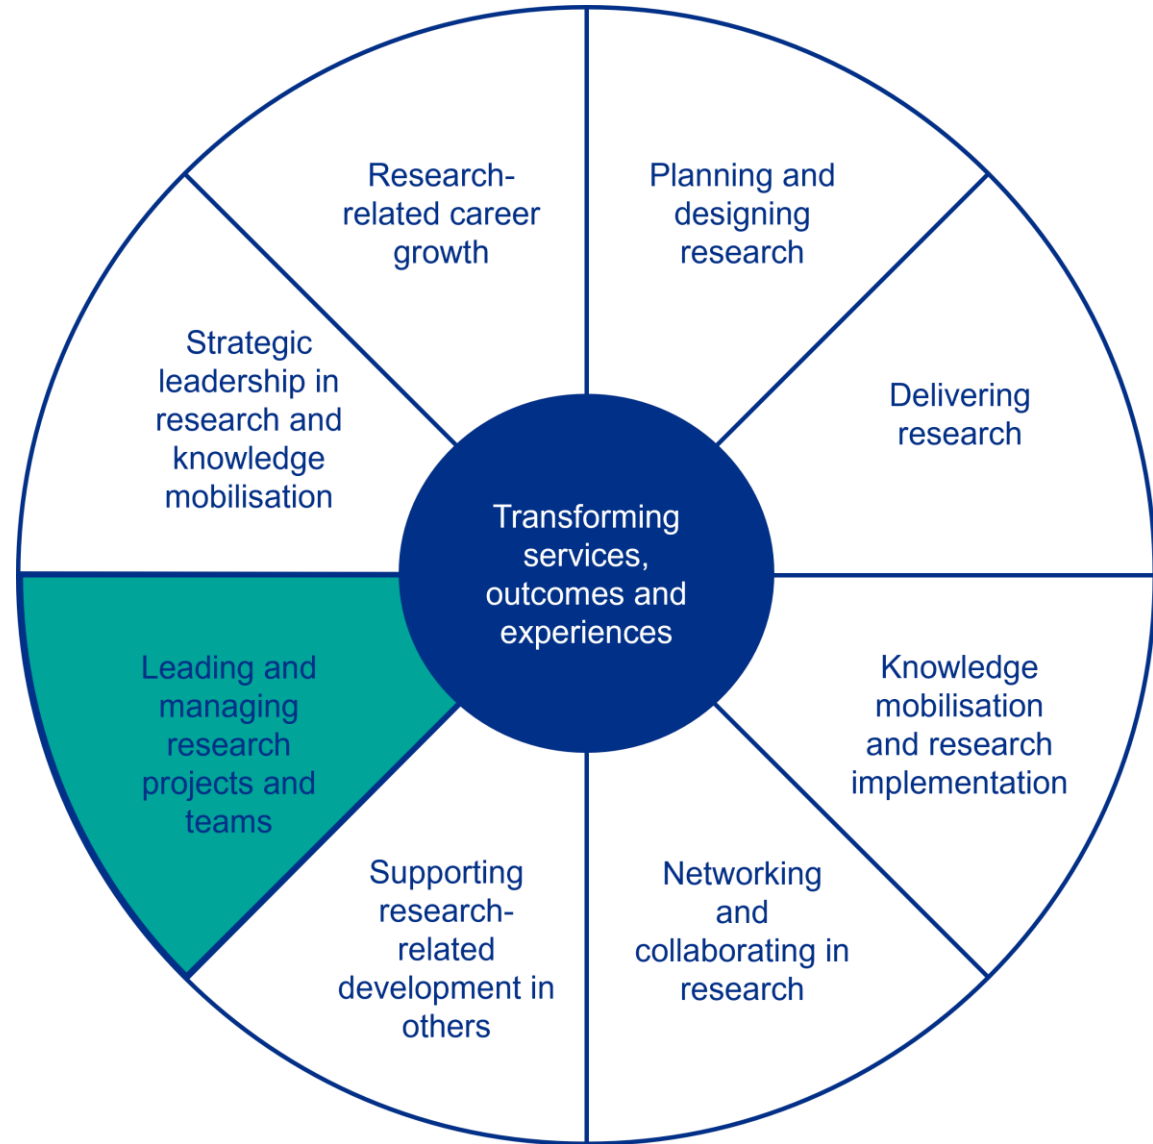 Research-
related career
growth
Planning and
designing
research
Delivering
research
Knowledge
mobilisation
and research
implementation
Networking
and
collaborating in
research
Supporting
research-
related
development in
others
Leading and
managing
research
projects and
teams
Strategic
leadership in
research and
knowledge
mobilisation
Transforming
services,
outcomes and
experiences